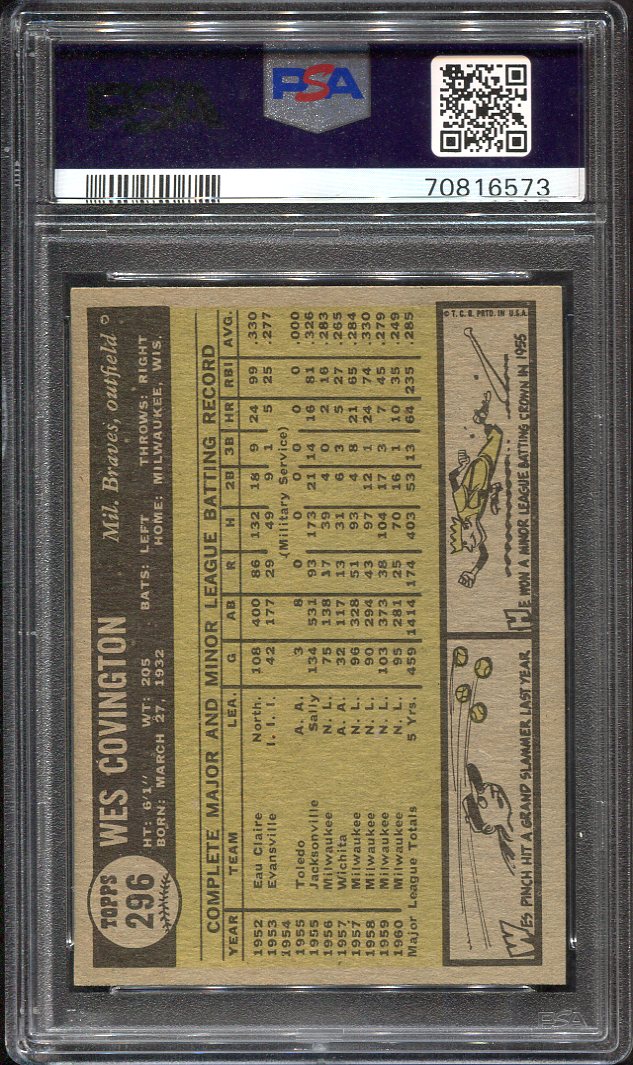 PSA
PSA
70816573
TOPPS
296
WES COVINGTON
Mil. Braves, outfield
HT: 6'1" WT: 205 BATS: LEFT THROWS: RIGHT
BORN: MARCH 27, 1932 HOME: MILWAUKEE, WIS.
COMPLETE MAJOR AND MINOR LEAGUE BATTING RECORD
YEAR TEAM LEA. G AB R H 2B 3B HR RBI AVG.
1952 Eau Claire North. 108 400 86 132 18 9 24 99 .330
1953 Evansville I. I. I. 42 177 29 49 9 1 5 25 .277
1954 (Military Service)
1955 Toledo A. A. 3 8 0 0 0 0 0 0 .000
1955 Jacksonville Sally 134 531 93 173 21 14 16 81 .326
1956 Milwaukee N. L. 75 138 17 39 4 0 2 16 .283
1957 Wichita A. A. 32 117 13 31 6 3 5 27 .265
1957 Milwaukee N. L. 96 328 51 93 4 8 21 65 .284
1958 Milwaukee N. L. 90 294 43 97 12 1 24 74 .330
1959 Milwaukee N. L. 103 373 38 104 17 3 7 45 .279
1960 Milwaukee N. L. 95 281 25 70 16 1 10 35 .249
Major League Totals 5 Yrs. 459 1414 174 403 53 13 64 235 .285
WES PINCH HIT A GRAND SLAMMER LAST YEAR
HE WON A MINOR LEAGUE BATTING CROWN IN 1955
© T. C. G. PRTD. IN U.S.A.
PSA